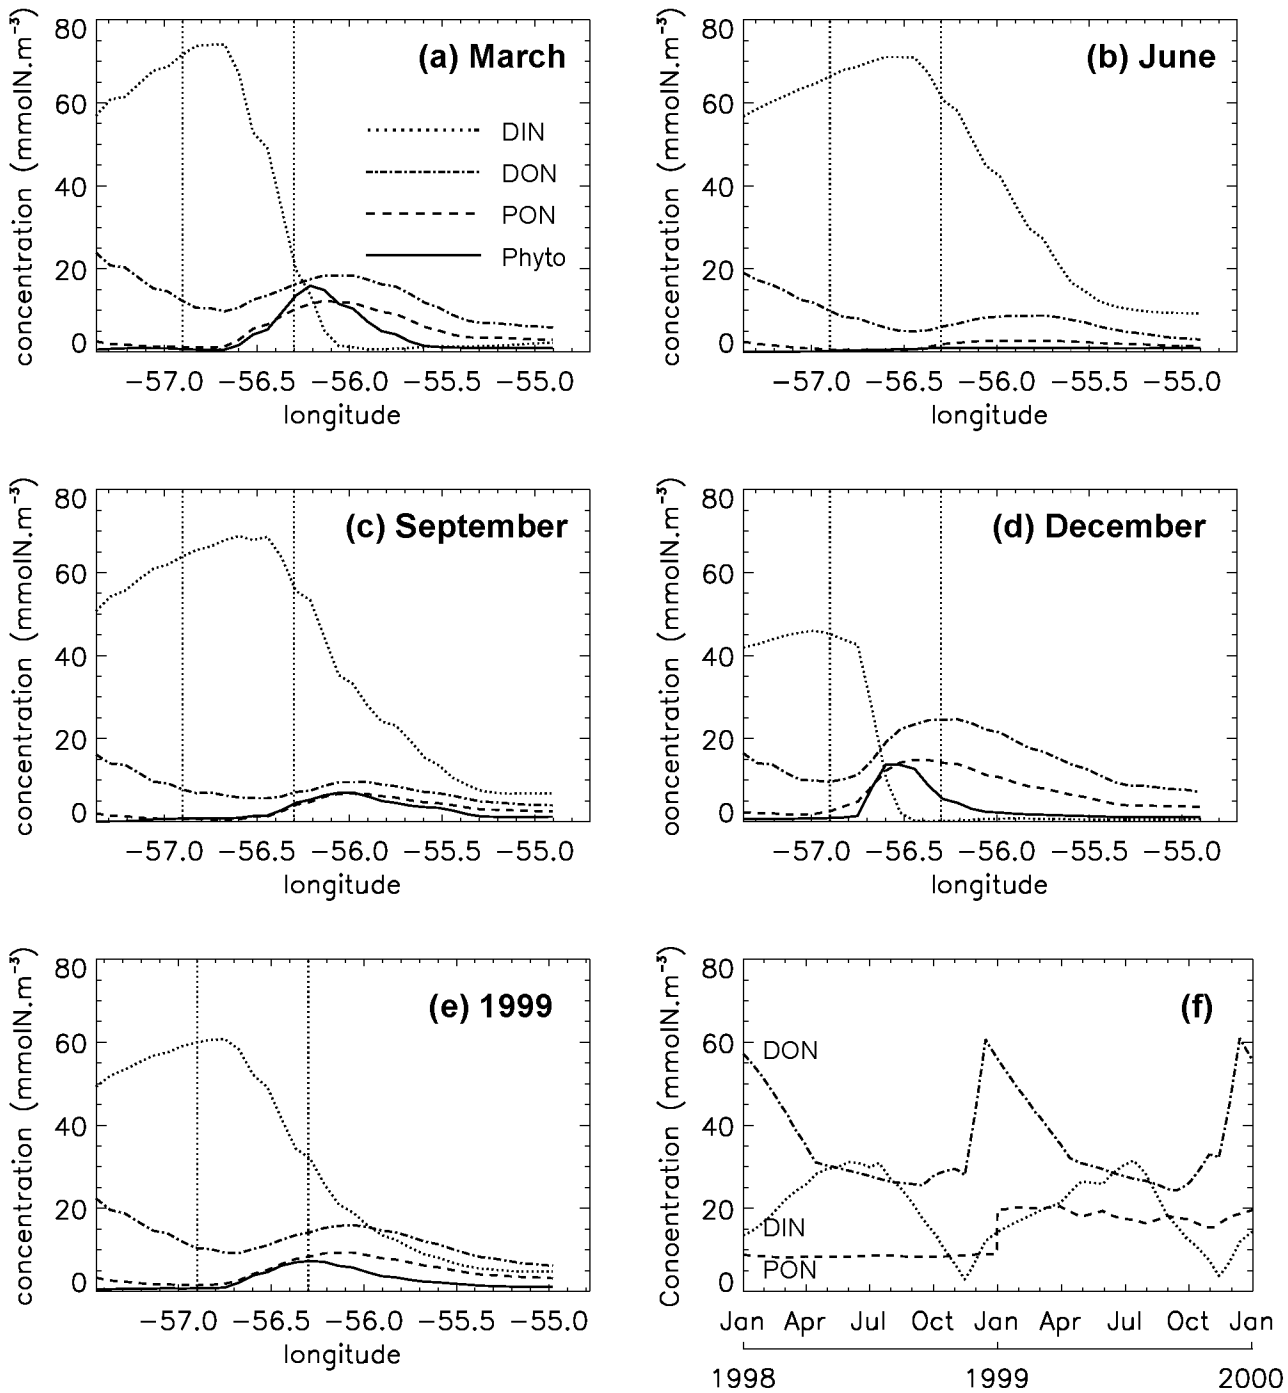 concentration (mmolN.m⁻³)
80
60
40
20
0
(a) March
DIN
DON
PON
Phyto
−57.0 −56.5 −56.0 −55.5 −55.0
longitude
concentration (mmolN.m⁻³)
80
60
40
20
0
(b) June
−57.0 −56.5 −56.0 −55.5 −55.0
longitude
concentration (mmolN.m⁻³)
80
60
40
20
0
(c) September
−57.0 −56.5 −56.0 −55.5 −55.0
longitude
concentration (mmolN.m⁻³)
80
60
40
20
0
(d) December
−57.0 −56.5 −56.0 −55.5 −55.0
longitude
concentration (mmolN.m⁻³)
80
60
40
20
0
(e) 1999
−57.0 −56.5 −56.0 −55.5 −55.0
longitude
Concentration (mmolN.m⁻³)
80
60
40
20
0
(f)
DON
DIN
PON
Jan Apr Jul Oct Jan Apr Jul Oct Jan
1998 1999 2000